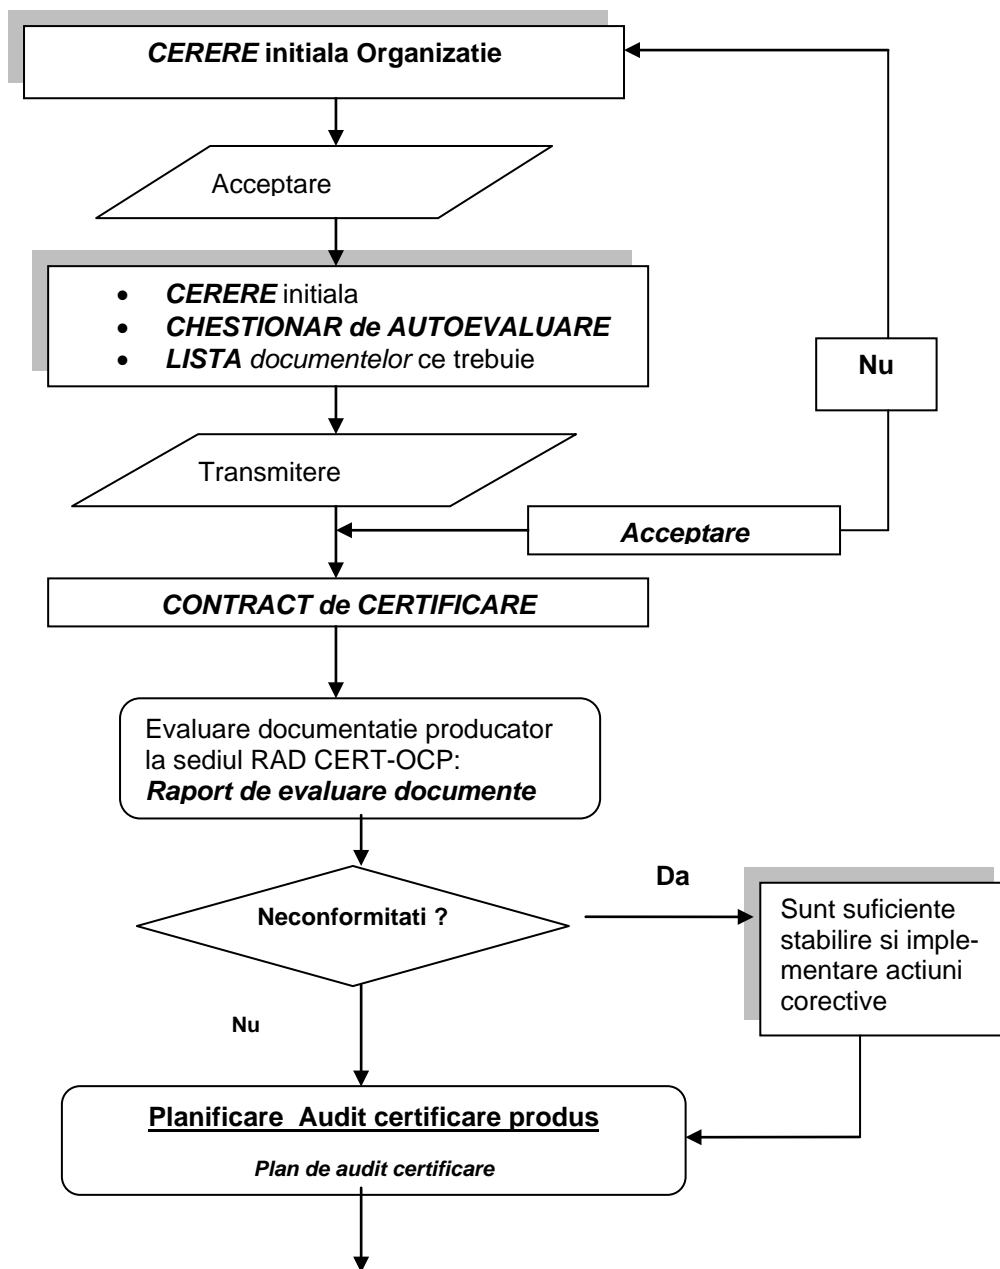 CERERE initiala Organizatie
Acceptare
• CERERE initiala
• CHESTIONAR de AUTOEVALUARE
• LISTA documentelor ce trebuie
Nu
Transmitere
Acceptare
CONTRACT de CERTIFICARE
Evaluare documentatie producator
la sediul RAD CERT-OCP:
Raport de evaluare documente
Neconformitati ?
Da
Sunt suficiente
stabilire si imple-
mentare actiuni
corective
Nu
Planificare  Audit certificare produs
Plan de audit certificare